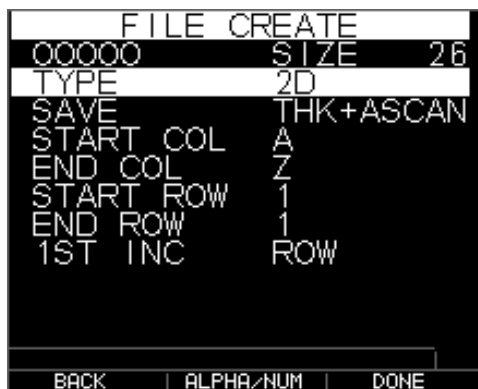 FILE CREATE
00000 SIZE 26
TYPE 2D
SAVE THK+ASCAN
START COL A
END COL Z
START ROW 1
END ROW 1
1ST INC ROW
BACK | ALPHA/NUM | DONE